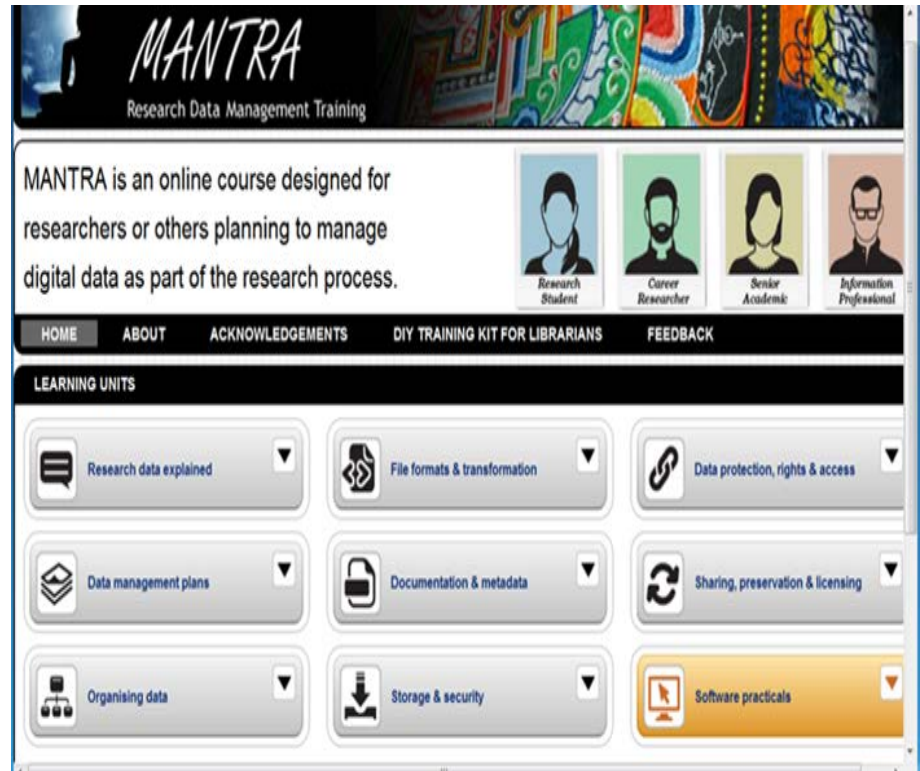 MANTRA
Research Data Management Training
MANTRA is an online course designed for
researchers or others planning to manage
digital data as part of the research process.
Research
Student
Career
Researcher
Senior
Academic
Information
Professional
HOME ABOUT ACKNOWLEDGEMENTS DIY TRAINING KIT FOR LIBRARIANS FEEDBACK
LEARNING UNITS
Research data explained
File formats & transformation
Data protection, rights & access
Data management plans
Documentation & metadata
Sharing, preservation & licensing
Organising data
Storage & security
Software practicals